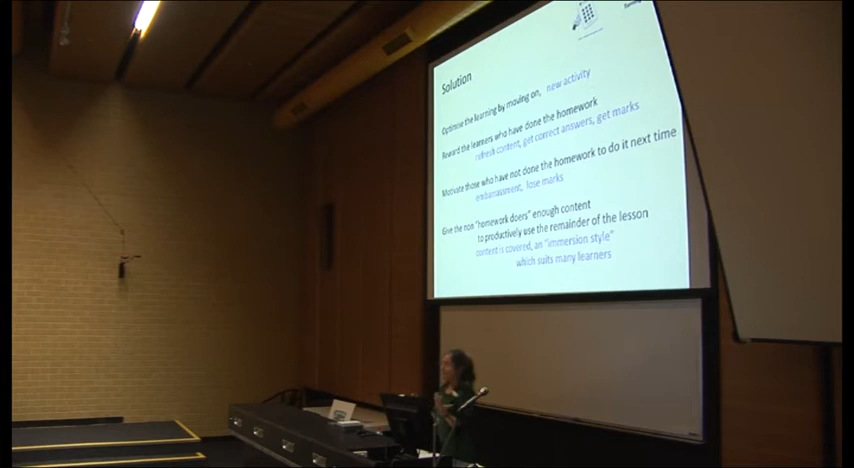 Solution
Optimise the learning by moving on, new activity
Reward the learners who have done the homework
refresh content, get correct answers, get marks
Motivate those who have not done the homework to do it next time
embarrassment, lose marks
Give the non "homework doers" enough content
to productively use the remainder of the lesson
content is covered, an "immersion style"
which suits many learners